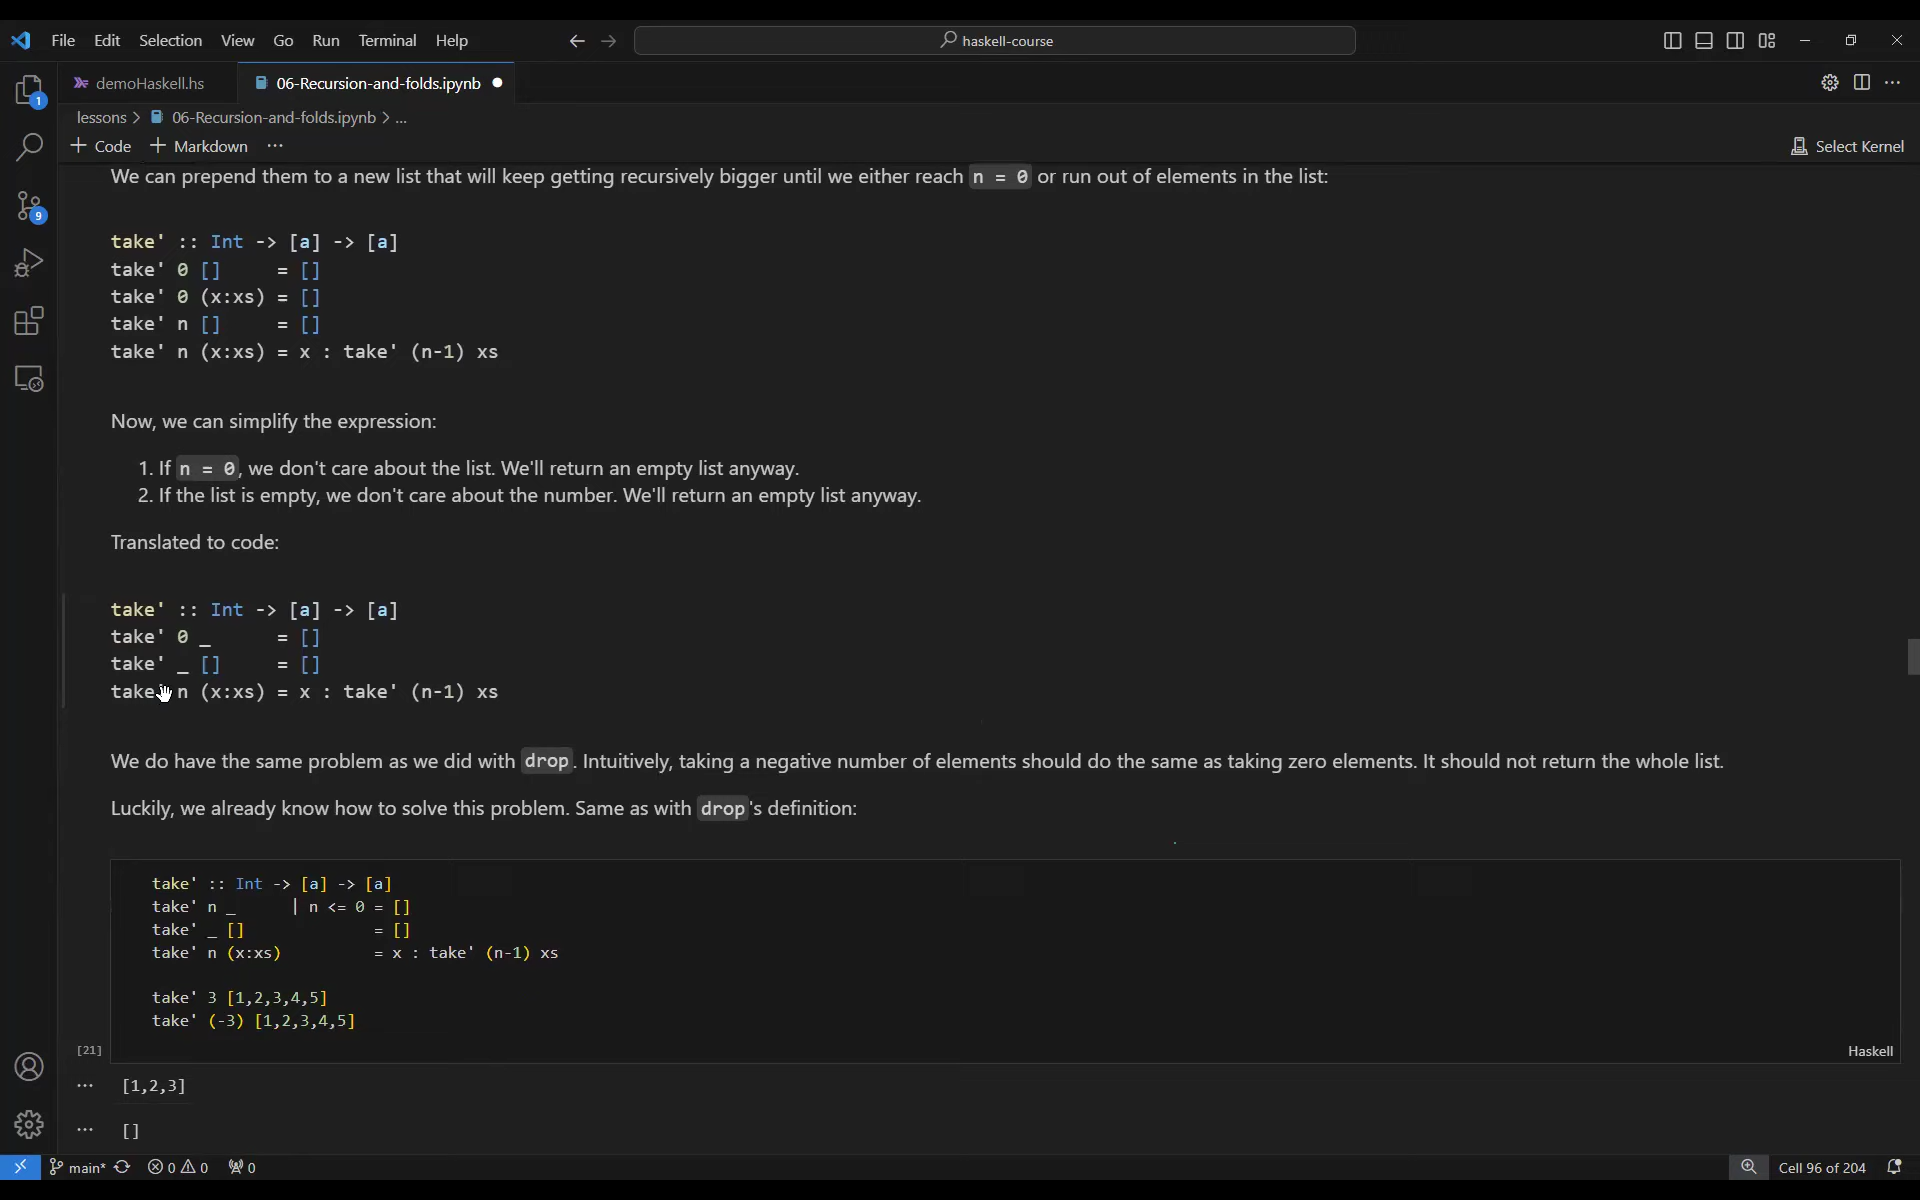 File Edit Selection View Go Run Terminal Help haskell-course
demoHaskell.hs 06-Recursion-and-folds.ipynb
1
lessons > 06-Recursion-and-folds.ipynb > ...
+ Code + Markdown ... Select Kernel
We can prepend them to a new list that will keep getting recursively bigger until we either reach n = 0 or run out of elements in the list:
9
take' :: Int -> [a] -> [a]
take' 0 []     = []
take' 0 (x:xs) = []
take' n []     = []
take' n (x:xs) = x : take' (n-1) xs
Now, we can simplify the expression:
1. If n = 0, we don't care about the list. We'll return an empty list anyway.
2. If the list is empty, we don't care about the number. We'll return an empty list anyway.
Translated to code:
take' :: Int -> [a] -> [a]
take' 0 _      = []
take' _ []     = []
take' n (x:xs) = x : take' (n-1) xs
We do have the same problem as we did with drop. Intuitively, taking a negative number of elements should do the same as taking zero elements. It should not return the whole list.
Luckily, we already know how to solve this problem. Same as with drop's definition:
take' :: Int -> [a] -> [a]
take' n _      | n <= 0 = []
take' _ []              = []
take' n (x:xs)          = x : take' (n-1) xs
take' 3 [1,2,3,4,5]
take' (-3) [1,2,3,4,5]
[21] Haskell
... [1,2,3]
... []
main* 0 0 0 Cell 96 of 204